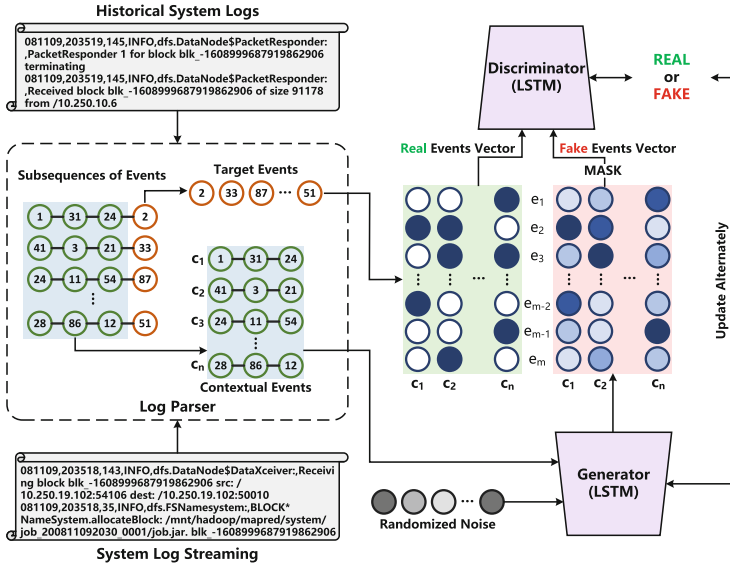 Historical System Logs
081109,203519,145,INFO,dfs.DataNode$PacketResponder:
,PacketResponder 1 for block blk_-1608999687919862906
terminating
081109,203519,145,INFO,dfs.DataNode$PacketResponder:
,Received block blk_-1608999687919862906 of size 91178
from /10.250.10.6
Subsequences of Events
1 31 24 2
41 3 21 33
24 11 54 87
⋮
28 86 12 51
Target Events
2 33 87 ··· 51
c1 1 31 24
c2 41 3 21
c3 24 11 54
⋮
cn 28 86 12
Contextual Events
Log Parser
081109,203518,143,INFO,dfs.DataNode$DataXceiver:,Receivi
ng block blk_-1608999687919862906 src: /
10.250.19.102:54106 dest: /10.250.19.102:50010
081109,203518,35,INFO,dfs.FSNamesystem:,BLOCK*
NameSystem.allocateBlock: /mnt/hadoop/mapred/system/
job_200811092030_0001/job.jar. blk_-1608999687919862906
System Log Streaming
Discriminator
(LSTM)
REAL
or
FAKE
Real Events Vector
Fake Events Vector
MASK
e1
e2
e3
⋮ ··· ⋮ ⋮ ⋮ ··· ⋮
em-2
em-1
em
c1 c2 cn
c1 c2 cn
Update Alternately
Generator
(LSTM)
···
Randomized Noise